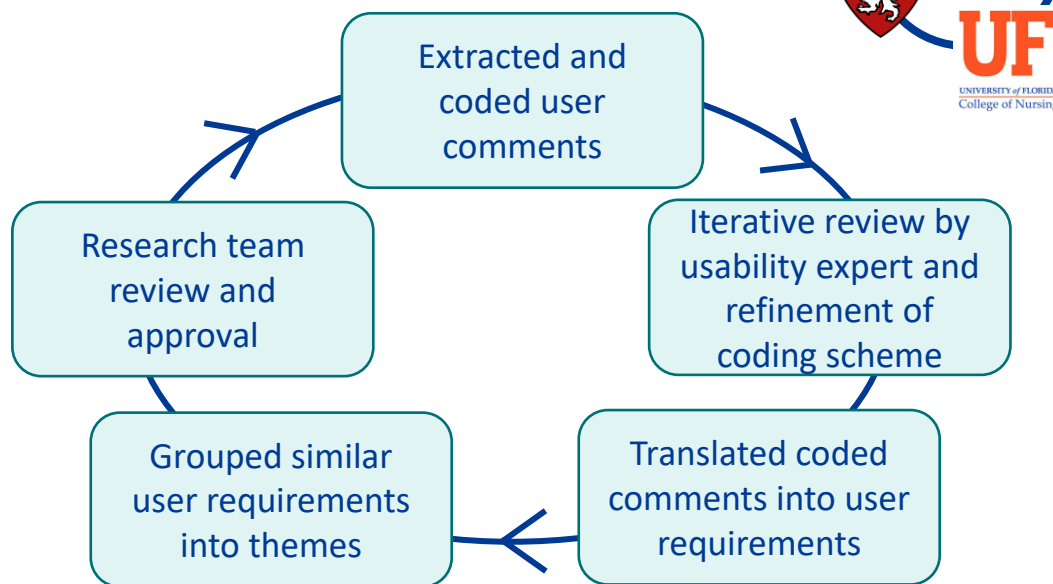 UF
UNIVERSITY of FLORIDA
College of Nursing
Extracted and
coded user
comments
Iterative review by
usability expert and
refinement of
coding scheme
Translated coded
comments into user
requirements
Grouped similar
user requirements
into themes
Research team
review and
approval